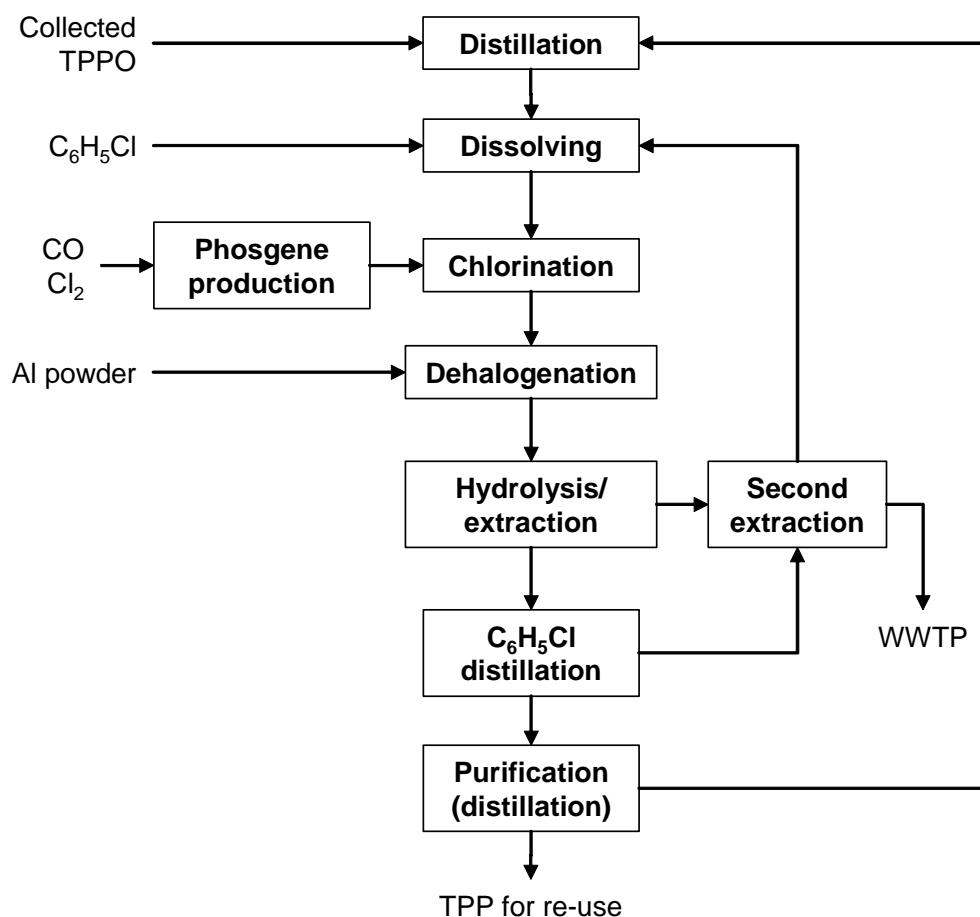 Collected
TPPO
Distillation
C₆H₅Cl
Dissolving
CO
Cl₂
Phosgene
production
Chlorination
Al powder
Dehalogenation
Hydrolysis/
extraction
Second
extraction
C₆H₅Cl
distillation
WWTP
Purification
(distillation)
TPP for re-use